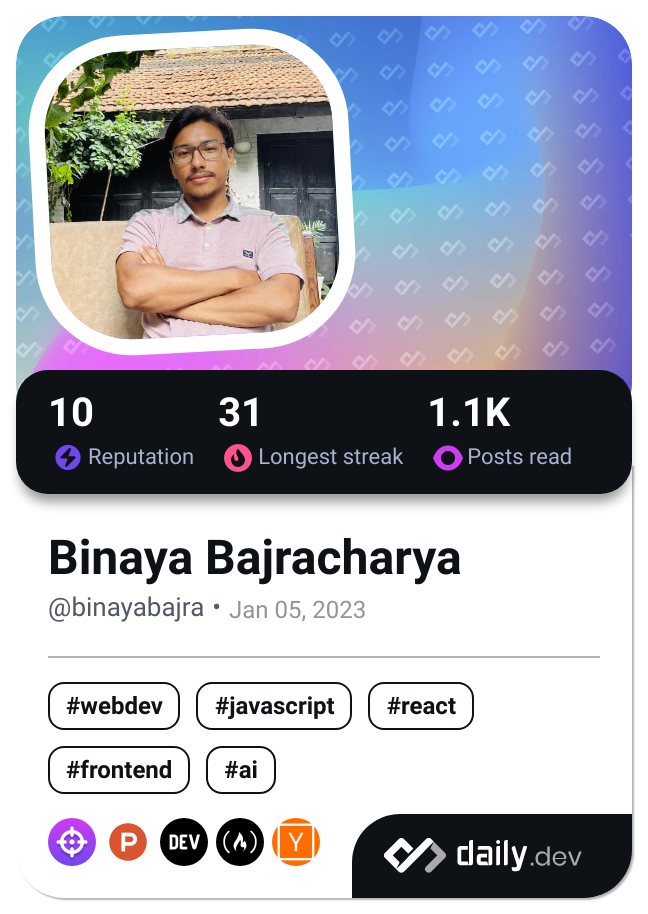 10 31 1.1K
Reputation Longest streak Posts read
Binaya Bajracharya
@binayabajra • Jan 05, 2023
#webdev #javascript #react
#frontend #ai
P DEV Y
daily.dev